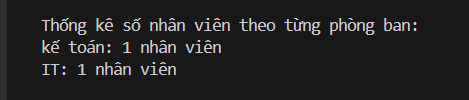 Thống kê số nhân viên theo từng phòng ban:
kế toán: 1 nhân viên
IT: 1 nhân viên